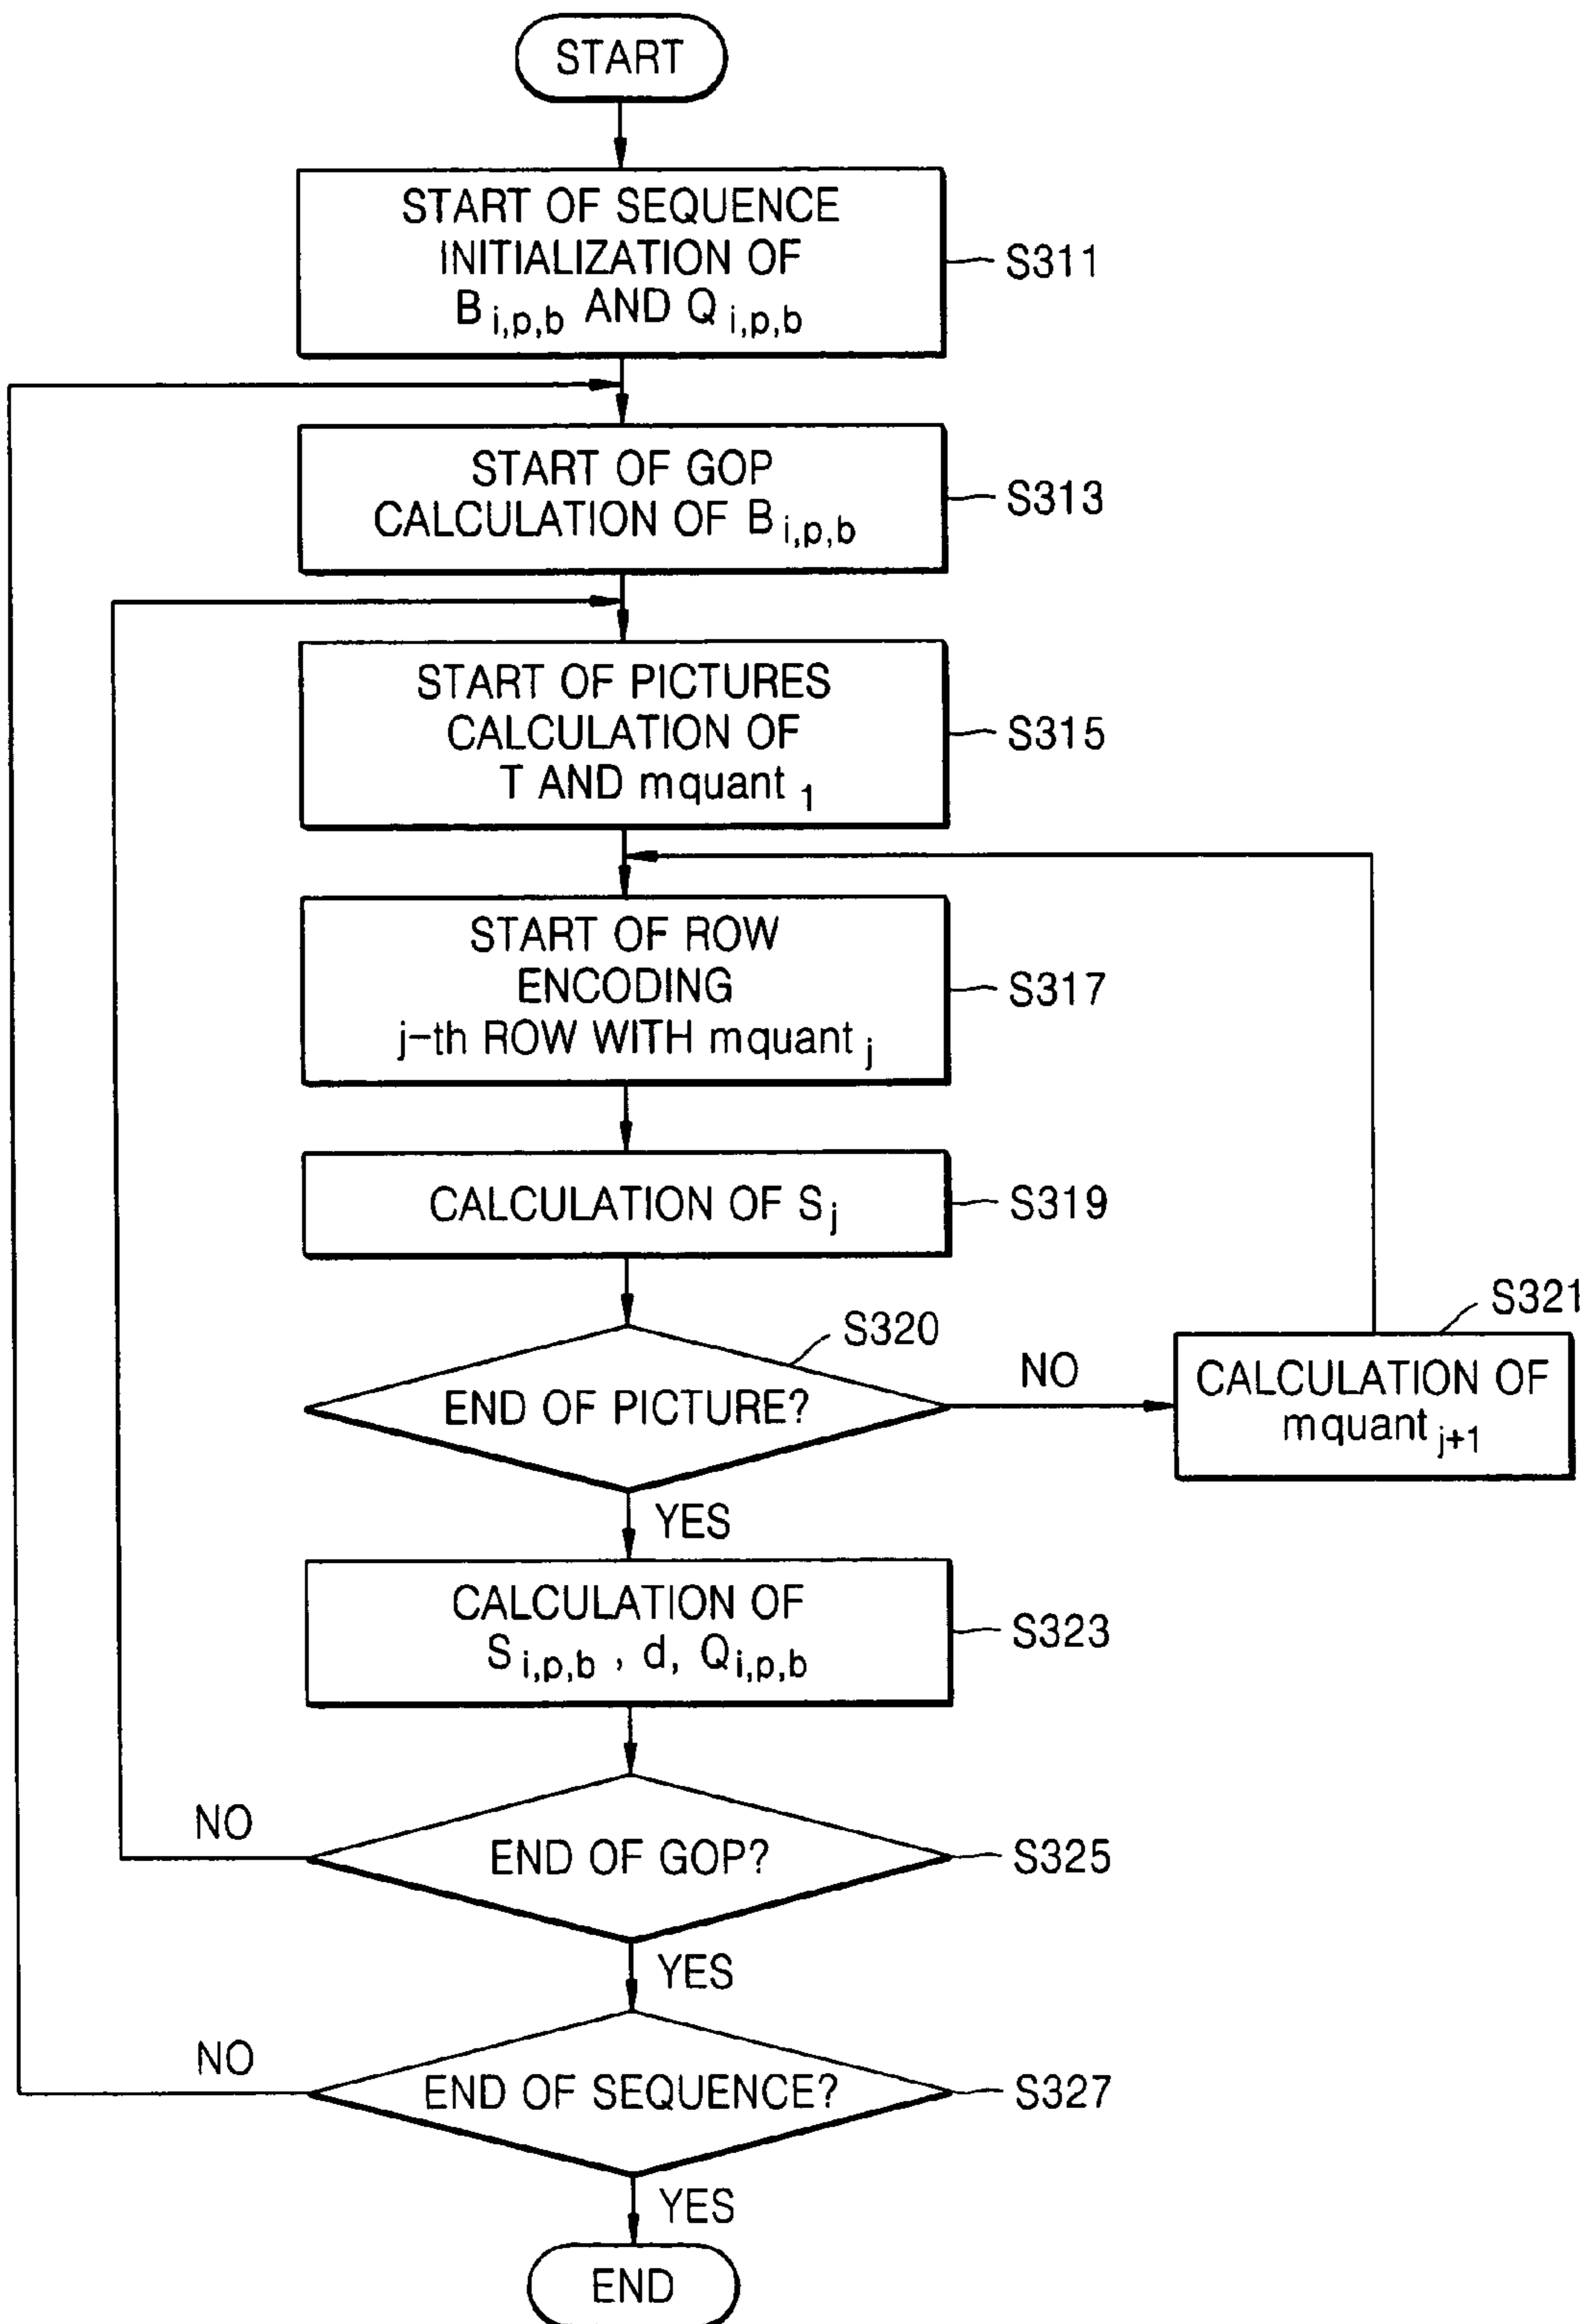 START
START OF SEQUENCE
INITIALIZATION OF
B i,p,b AND Q i,p,b
S311
START OF GOP
CALCULATION OF B i,p,b
S313
START OF PICTURES
CALCULATION OF
T AND mquant 1
S315
START OF ROW
ENCODING
j-th ROW WITH mquant j
S317
CALCULATION OF S j
S319
S320
END OF PICTURE?
NO
S321
CALCULATION OF
mquant j+1
YES
CALCULATION OF
S i,p,b , d, Q i,p,b
S323
NO
END OF GOP?
S325
YES
NO
END OF SEQUENCE?
S327
YES
END